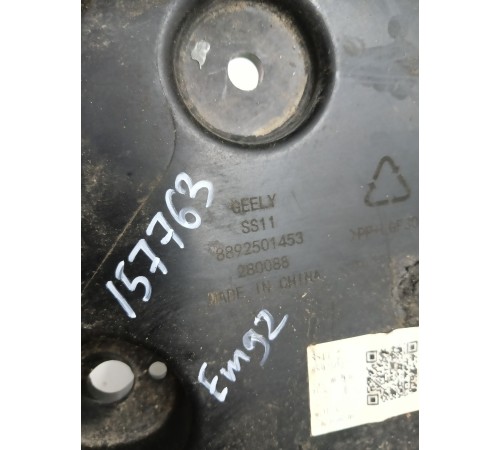 GEELY
SS11
8892501453
280088
MADE IN CHINA
157763
Em92